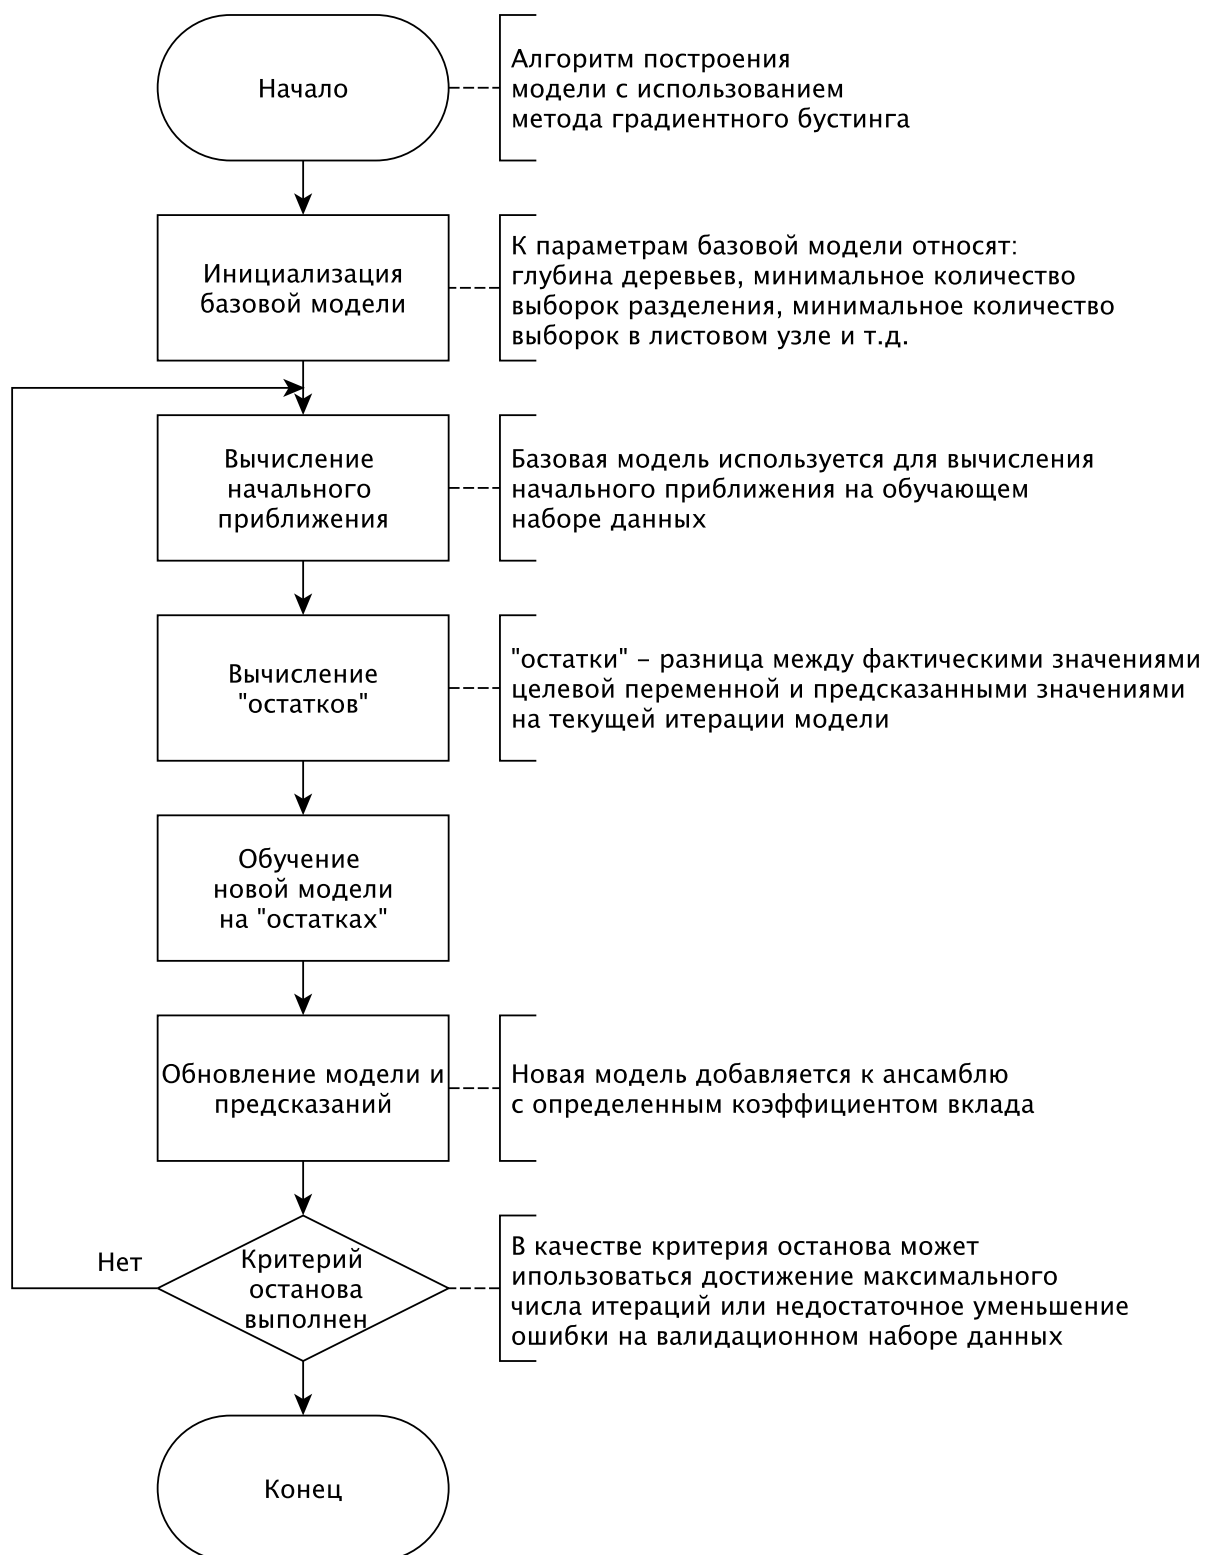 Начало
Алгоритм построения
модели с использованием
метода градиентного бустинга
Инициализация
базовой модели
К параметрам базовой модели относят:
глубина деревьев, минимальное количество
выборок разделения, минимальное количество
выборок в листовом узле и т.д.
Вычисление
начального
приближения
Базовая модель используется для вычисления
начального приближения на обучающем
наборе данных
Вычисление
"остатков"
"остатки" – разница между фактическими значениями
целевой переменной и предсказанными значениями
на текущей итерации модели
Обучение
новой модели
на "остатках"
Обновление модели и
предсказаний
Новая модель добавляется к ансамблю
с определенным коэффициентом вклада
Нет
Критерий
останова
выполнен
В качестве критерия останова может
ипользоваться достижение максимального
числа итераций или недостаточное уменьшение
ошибки на валидационном наборе данных
Конец